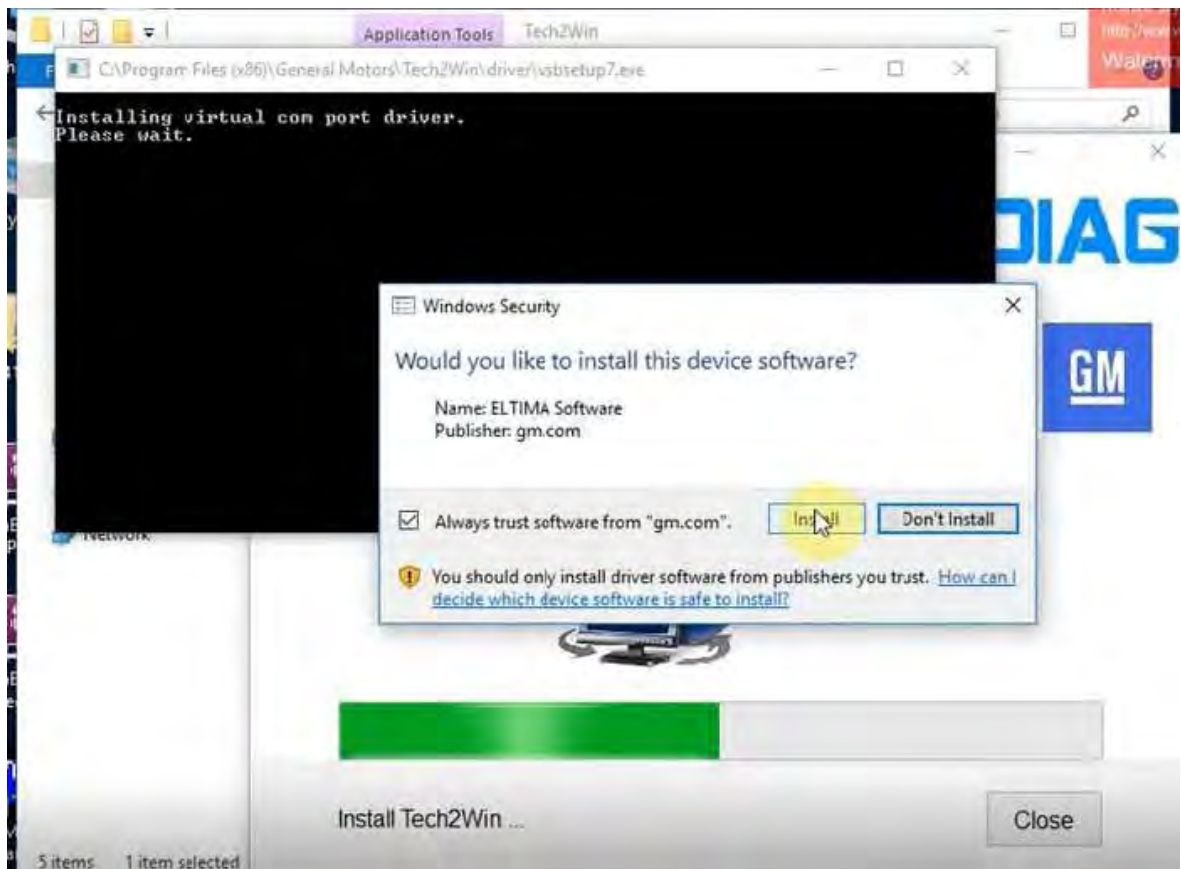 Application Tools Tech2Win
C:\Program Files (x86)\General Motors\Tech2Win\driver\vsbsetup7.exe
Installing virtual com port driver.
Please wait.
DIAG
Windows Security
Would you like to install this device software?
Name: ELTIMA Software
Publisher: gm.com
GM
Always trust software from "gm.com".
Install
Don't Install
You should only install driver software from publishers you trust. How can I
decide which device software is safe to install?
Network
Install Tech2Win ...
Close
5 items 1 item selected